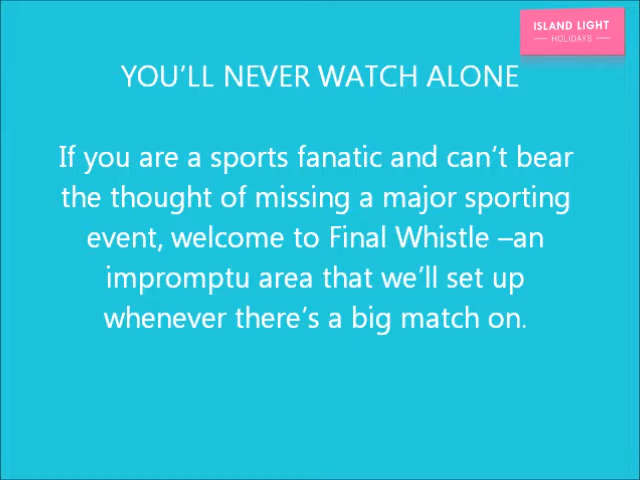 ISLAND LIGHT
HOLIDAYS
YOU'LL NEVER WATCH ALONE
If you are a sports fanatic and can't bear
the thought of missing a major sporting
event, welcome to Final Whistle –an
impromptu area that we'll set up
whenever there's a big match on.